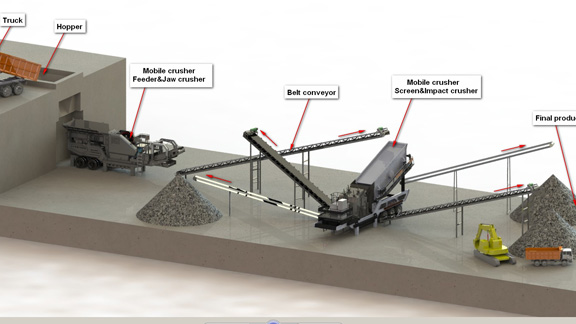 Truck
Hopper
Mobile crusher
Feeder&Jaw crusher
Belt conveyor
Mobile crusher
Screen&Impact crusher
Final produ